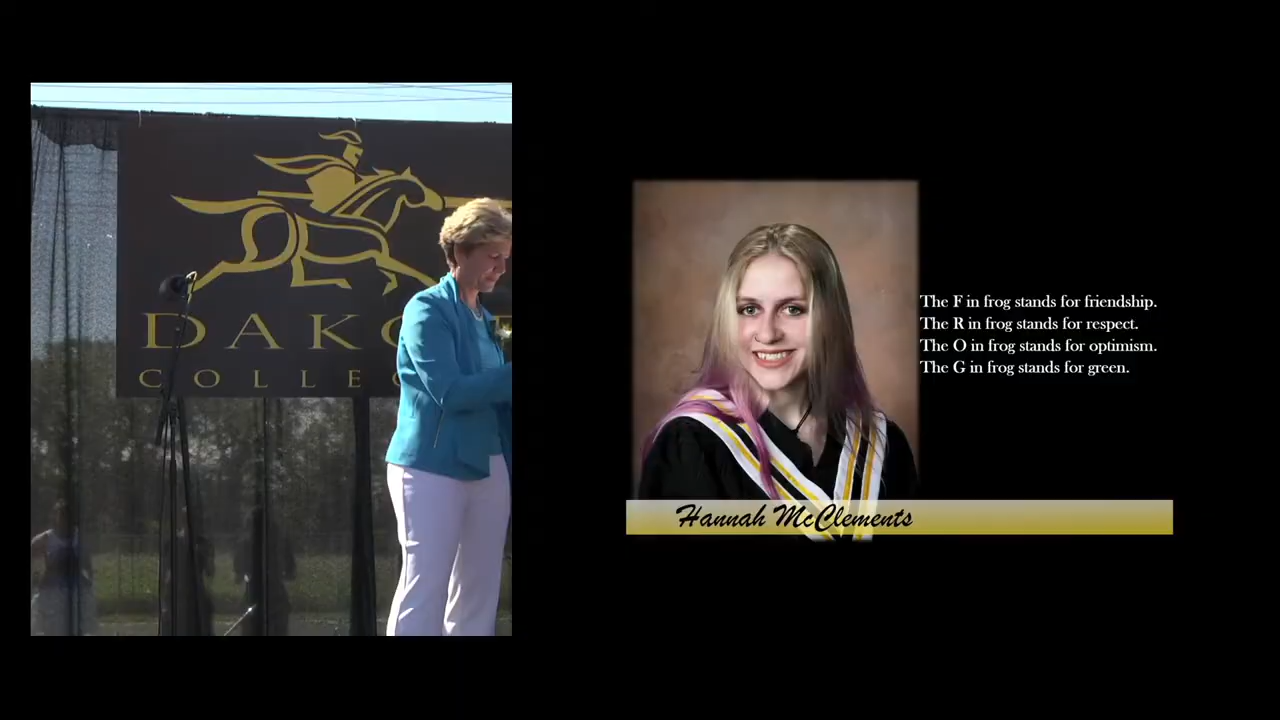 DAKO
COLLE
The F in frog stands for friendship.
The R in frog stands for respect.
The O in frog stands for optimism.
The G in frog stands for green.
Hannah McClements